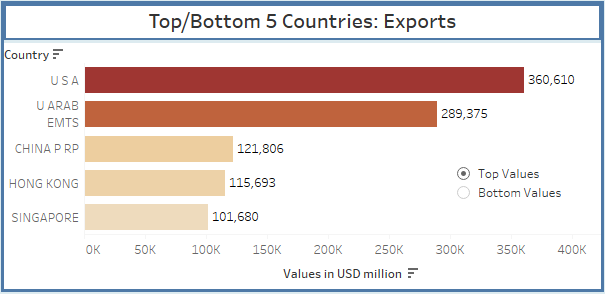 Top/Bottom 5 Countries: Exports
Country
U S A
360,610
U ARAB
EMTS
289,375
CHINA P RP
121,806
HONG KONG
115,693
SINGAPORE
101,680
Top Values
Bottom Values
0K 50K 100K 150K 200K 250K 300K 350K 400K
Values in USD million